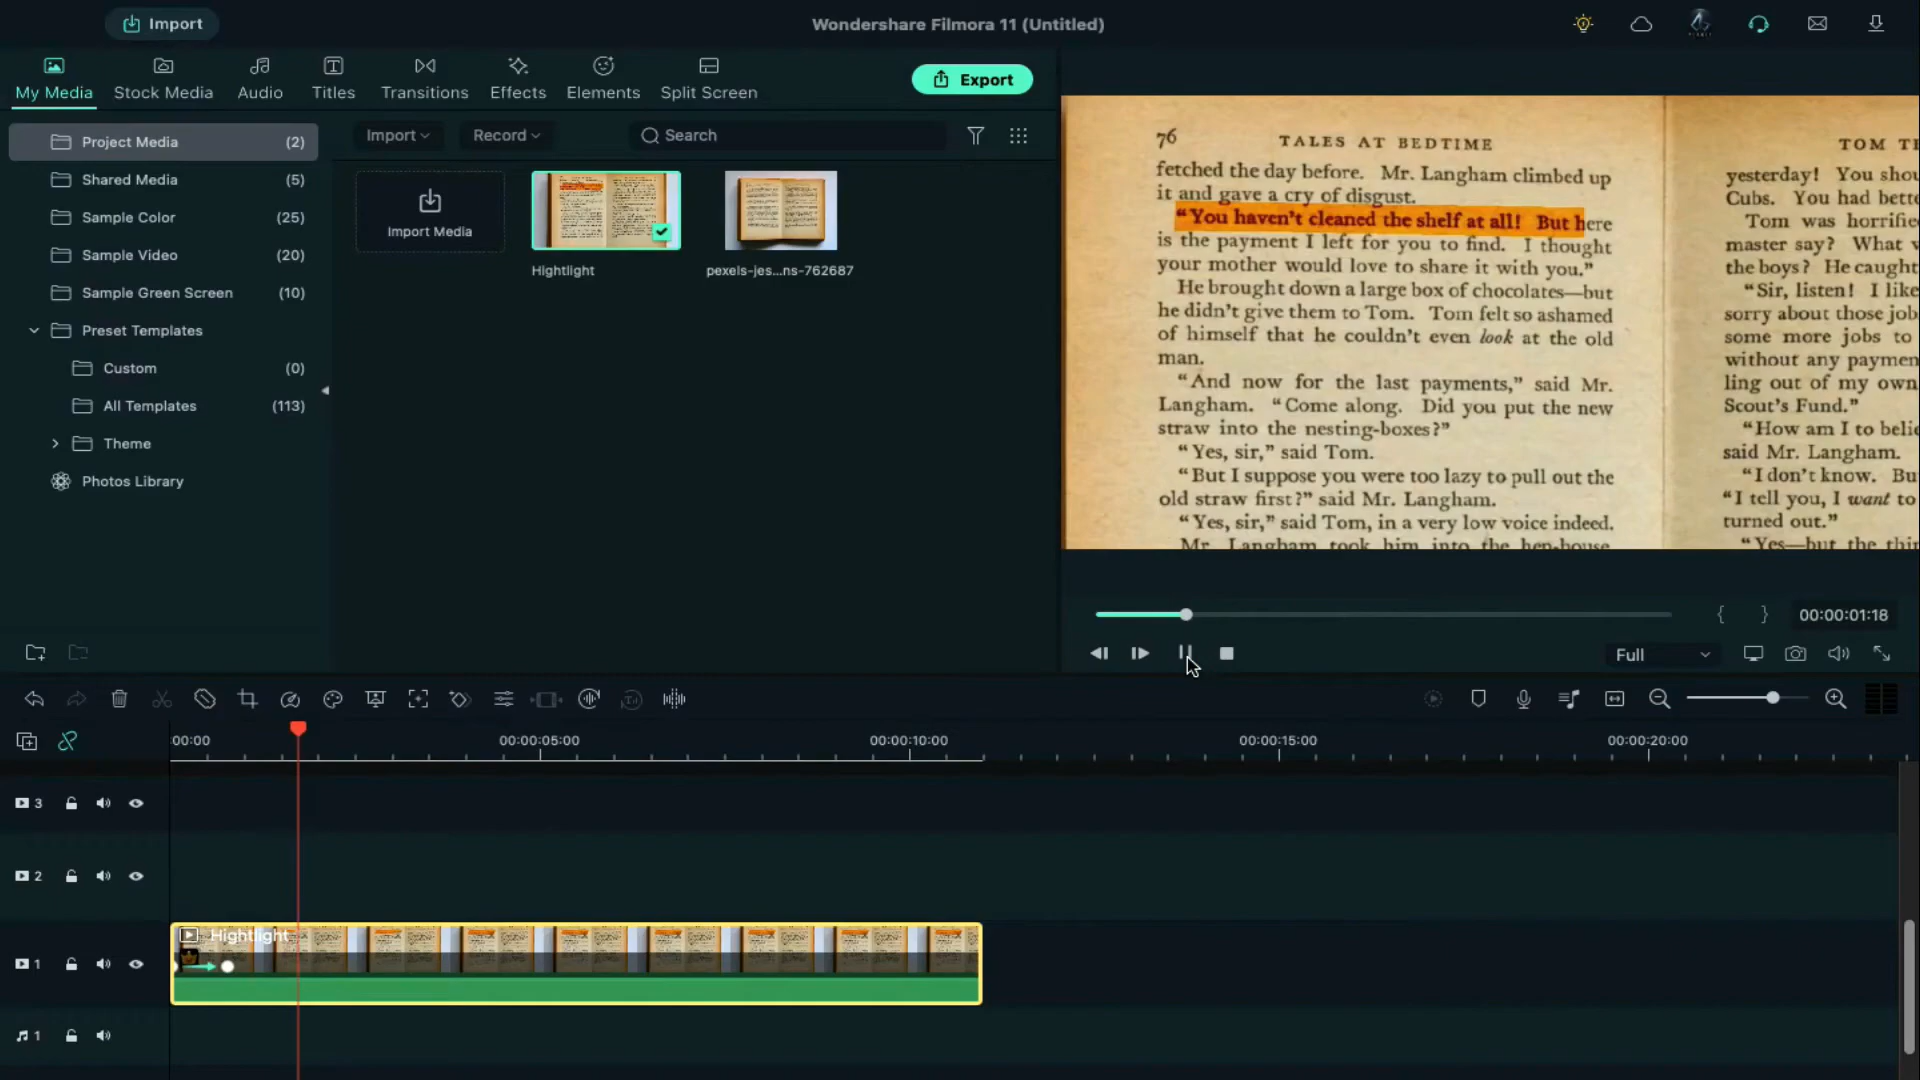 Import
Wondershare Filmora 11 (Untitled)
My Media
Stock Media
Audio
Titles
Transitions
Effects
Elements
Split Screen
Export
Project Media (2)
Shared Media (5)
Sample Color (25)
Sample Video (20)
Sample Green Screen (10)
Preset Templates
Custom (0)
All Templates (113)
Theme
Photos Library
Import
Record
Search
Import Media
Hightlight
pexels-jes...ns-762687
76 TALES AT BEDTIME
fetched the day before. Mr. Langham climbed up
it and gave a cry of disgust.
“You haven’t cleaned the shelf at all! But here
is the payment I left for you to find. I thought
your mother would love to share it with you.”
He brought down a large box of chocolates—but
he didn’t give them to Tom. Tom felt so ashamed
of himself that he couldn’t even look at the old
man.
“And now for the last payments,” said Mr.
Langham. “Come along. Did you put the new
straw into the nesting-boxes?”
“Yes, sir,” said Tom.
“But I suppose you were too lazy to pull out the
old straw first?” said Mr. Langham.
“Yes, sir,” said Tom, in a very low voice indeed.
Mr. Langham took him into the hen-house
TOM
yesterday! You
Cubs. You had
Tom was
master say? What
the boys? He caught
“Sir, listen! I like
sorry about those
some more jobs to
without any
ling out of my own
Scout’s Fund.”
“How am I to
said Mr. Langham.
“I don’t know.
“I tell you, I want to
turned out.”
“Yes—but the
00:00:01:18
Full
:00:00
00:00:05:00
00:00:10:00
00:00:15:00
00:00:20:00
3
2
Hightlight
1
1